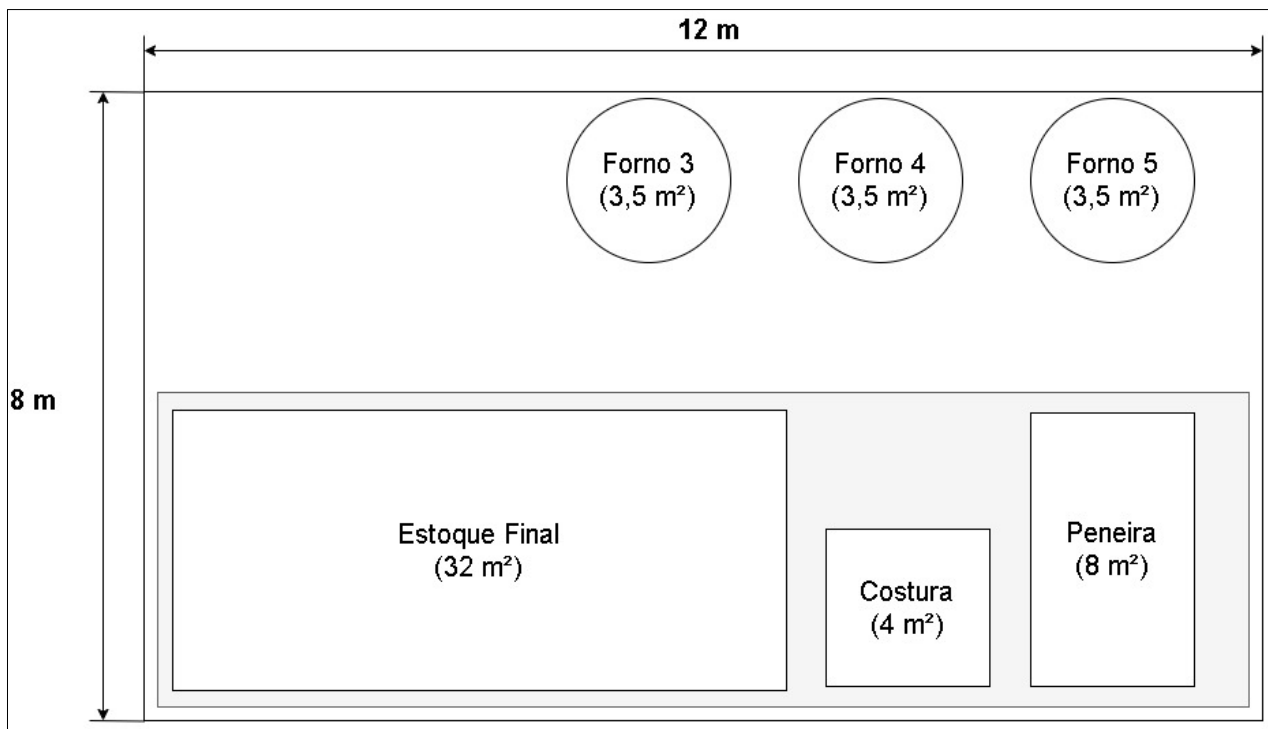 12 m
Forno 3
(3,5 m²)
Forno 4
(3,5 m²)
Forno 5
(3,5 m²)
8 m
Estoque Final
(32 m²)
Costura
(4 m²)
Peneira
(8 m²)